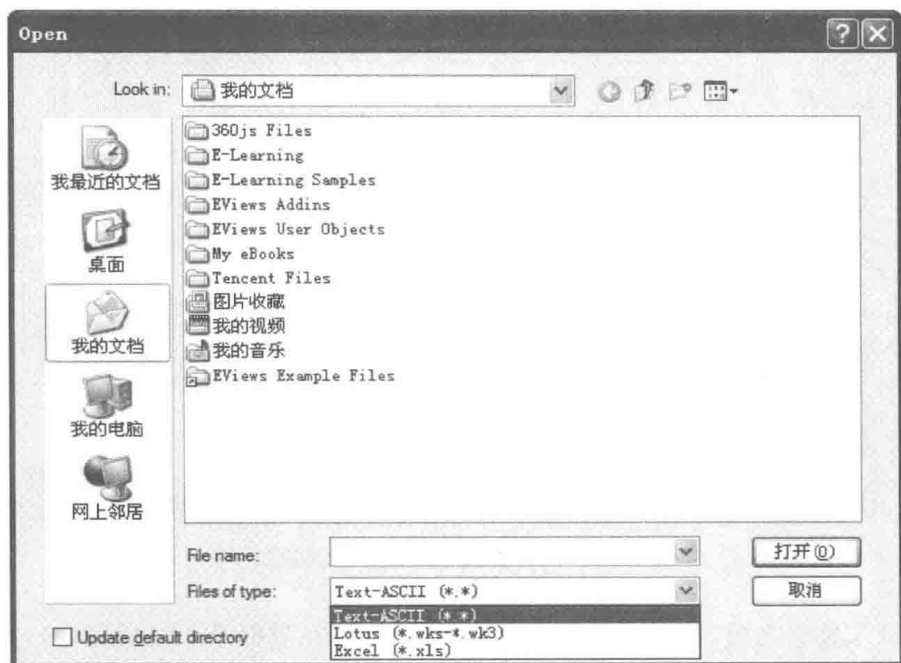 Open
Look in: 我的文档
我最近的文档
桌面
我的文档
我的电脑
网上邻居
360js Files
E-Learning
E-Learning Samples
EViews Addins
EViews User Objects
My eBooks
Tencent Files
图片收藏
我的视频
我的音乐
EViews Example Files
File name:
打开(O)
Files of type: Text-ASCII (*.*)
取消
Text-ASCII (*.*)
Lotus (*.wks-*.wk3)
Excel (*.xls)
Update default directory